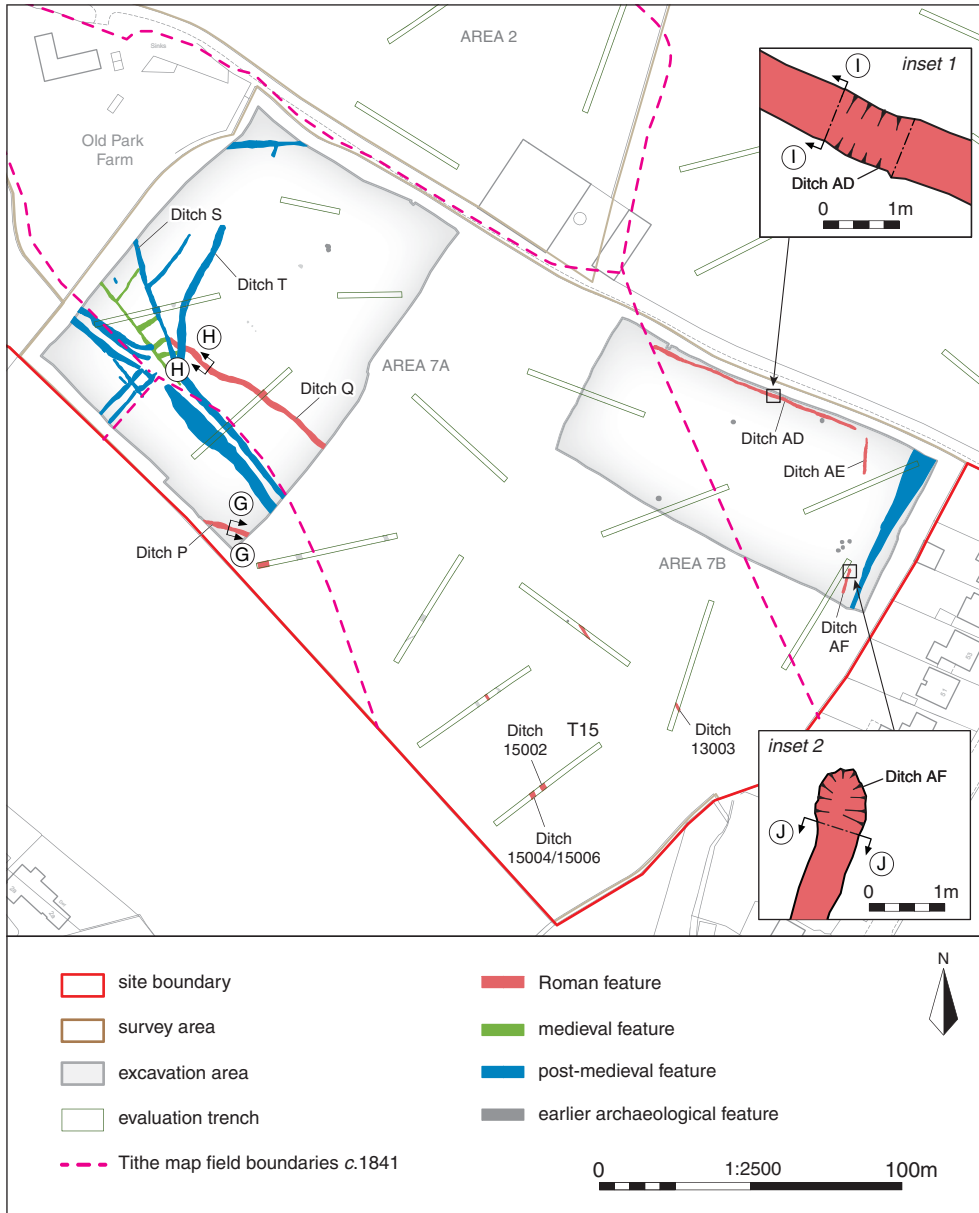 AREA 2
Sinks
Old Park
Farm
inset 1
I
I
Ditch AD
0 1m
Ditch S
Ditch T
H
H
AREA 7A
Ditch Q
Ditch AD
Ditch AE
G
G
Ditch P
AREA 7B
Ditch
AF
Ditch
15002
T15
Ditch
13003
Ditch
15004/15006
inset 2
Ditch AF
J
J
0 1m
2a
81
site boundary
survey area
excavation area
evaluation trench
Tithe map field boundaries c.1841
Roman feature
medieval feature
post-medieval feature
earlier archaeological feature
N
0 1:2500 100m